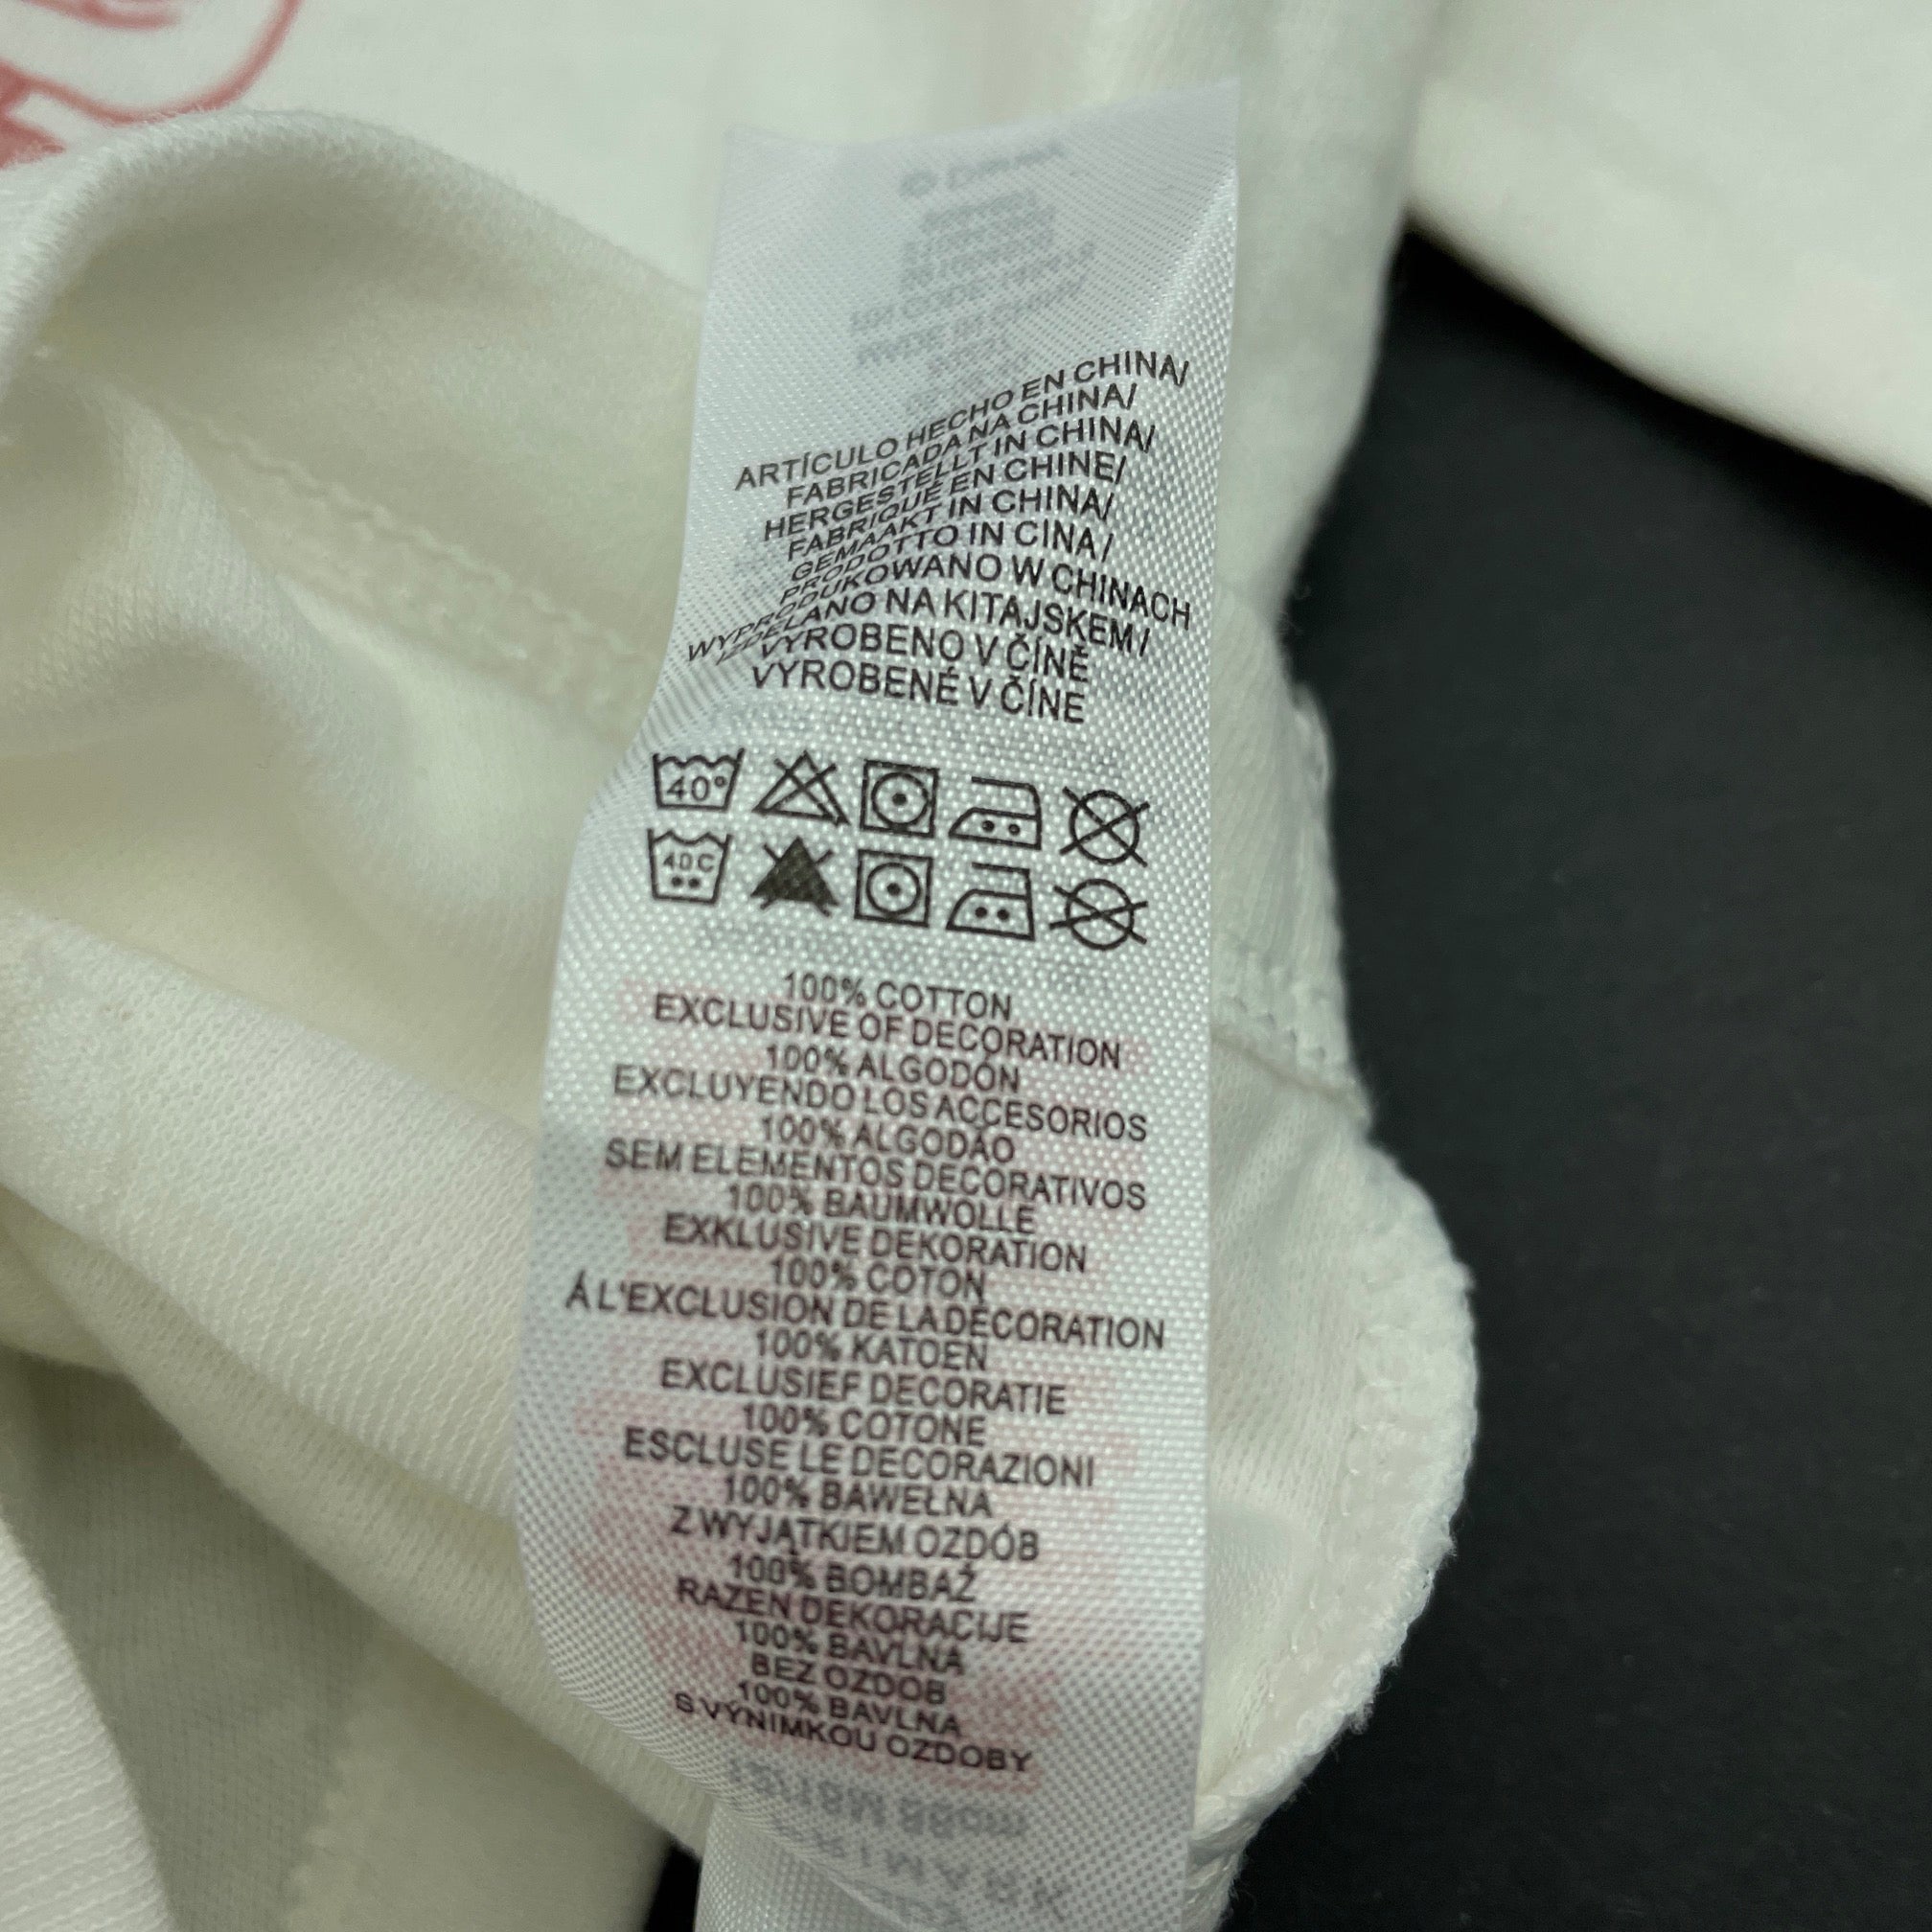 ARTÍCULO HECHO EN CHINA/
FABRICADA NA CHINA/
HERGESTELLT IN CHINA/
FABRIQUÉ EN CHINE/
GEMAAKT IN CHINA/
PRODOTTO IN CINA/
WYPRODUKOWANO W CHINACH
IZDELANO NA KITAJSKEM/
VYROBENO V ČÍNĚ
VYROBENÉ V ČÍNE
40°
40C
100% COTTON
EXCLUSIVE OF DECORATION
100% ALGODÓN
EXCLUYENDO LOS ACCESORIOS
100% ALGODÃO
SEM ELEMENTOS DECORATIVOS
100% BAUMWOLLE
EXKLUSIVE DEKORATION
100% COTON
Á L'EXCLUSION DE LA DÉCORATION
100% KATOEN
EXCLUSIEF DECORATIE
100% COTONE
ESCLUSE LE DECORAZIONI
100% BAWEŁNA
Z WYJĄTKIEM OZDÓB
100% BOMBAŽ
RAZEN DEKORACIJE
100% BAVLNA
BEZ OZDOB
100% BAVLNA
S VÝNIMKOU OZDOBY